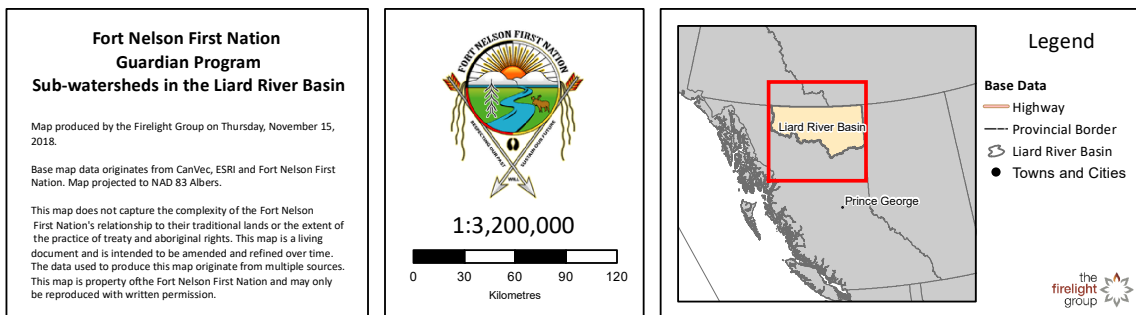 Fort Nelson First Nation
Guardian Program
Sub-watersheds in the Liard River Basin
Map produced by the Firelight Group on Thursday, November 15,
2018.
Base map data originates from CanVec, ESRI and Fort Nelson First
Nation. Map projected to NAD 83 Albers.
This map does not capture the complexity of the Fort Nelson
First Nation's relationship to their traditional lands or the extent of
the practice of treaty and aboriginal rights. This map is a living
document and is intended to be amended and refined over time.
The data used to produce this map originate from multiple sources.
This map is property ofthe Fort Nelson First Nation and may only
be reproduced with written permission.
FORT NELSON FIRST NATION
RESPECTING OUR PAST
WILL
SUSTAIN OUR FUTURE
1:3,200,000
0 30 60 90 120
Kilometres
Liard River Basin
Prince George
Legend
Base Data
Highway
Provincial Border
Liard River Basin
Towns and Cities
the
firelight
group